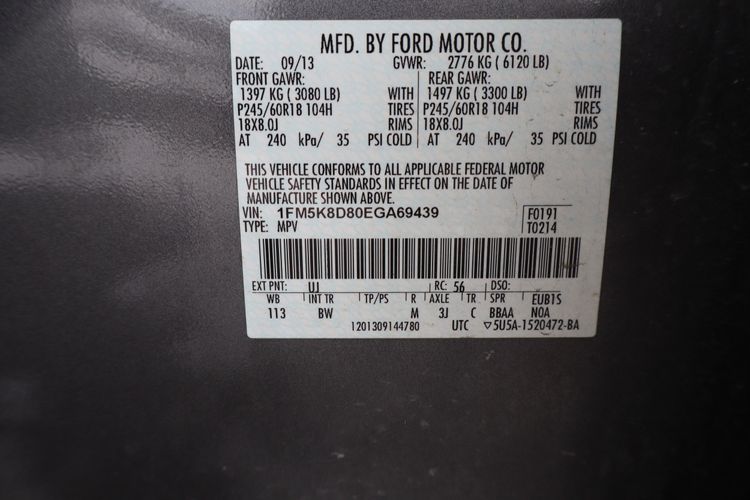 MFD. BY FORD MOTOR CO.
DATE: 09/13 GVWR: 2776 KG ( 6120 LB)
FRONT GAWR: REAR GAWR:
1397 KG ( 3080 LB) WITH 1497 KG ( 3300 LB) WITH
P245/60R18 104H TIRES P245/60R18 104H TIRES
18X8.0J RIMS 18X8.0J RIMS
AT 240 kPa/ 35 PSI COLD AT 240 kPa/ 35 PSI COLD
THIS VEHICLE CONFORMS TO ALL APPLICABLE FEDERAL MOTOR
VEHICLE SAFETY STANDARDS IN EFFECT ON THE DATE OF
MANUFACTURE SHOWN ABOVE.
VIN: 1FM5K8D80EGA69439 F0191
TYPE: MPV T0214
EXT PNT: UJ RC: 56 DSO:
WB INT TR TP/PS R AXLE TR SPR EUB1S
113 BW M 3J C BBAA NOA
1201309144780 UTC ▽5U5A-1520472-BA